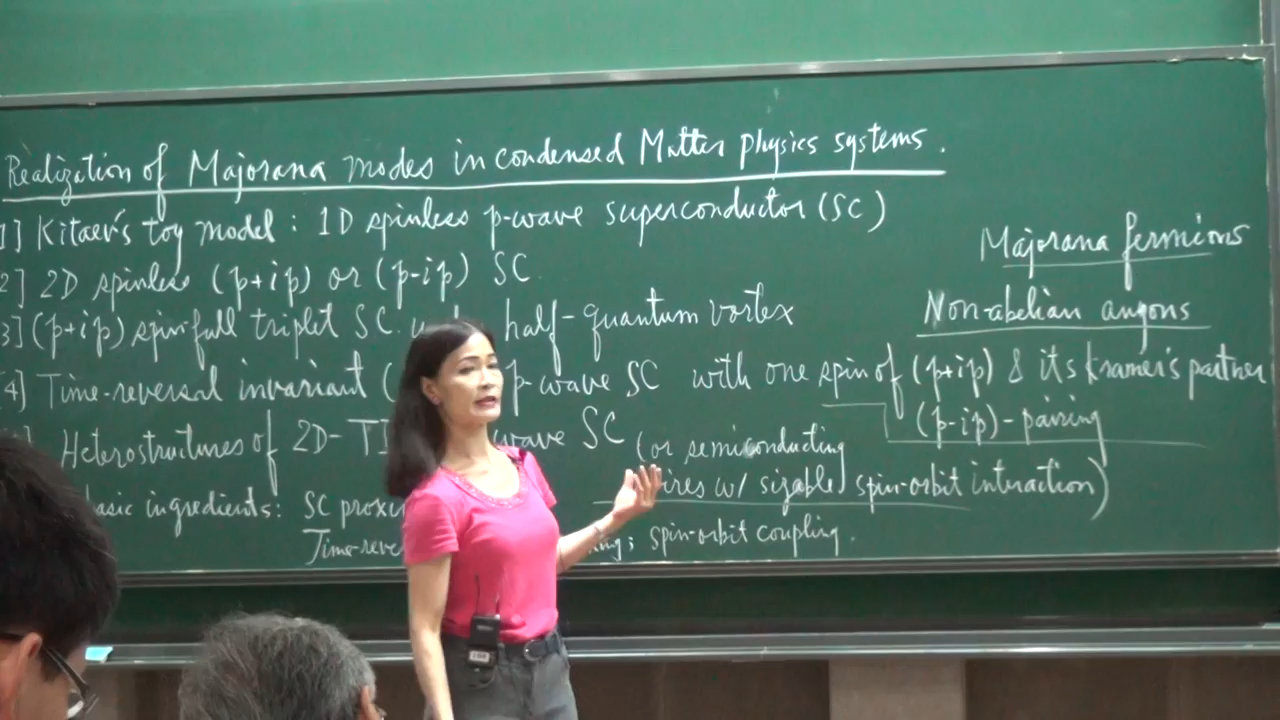 Realization of Majorana modes in condensed Matter physics systems.
1] Kitaev's toy model : 1D spinless p-wave superconductor (SC)
2] 2D spinless (p+ip) or (p-ip) SC.
3] (p+ip) spinfull triplet SC half-quantum vortex
4] Time-reversal invariant ( p-wave SC with one spin of (p+ip) & its Kramer's partner
(p-ip)-pairing
Heterostructures of 2D-TI wave SC (or semiconducting
wires w/ sizable spin-orbit interaction)
basic ingredients: SC
Time- ; spin-orbit coupling.
Majorana fermions
Non-abelian anyons